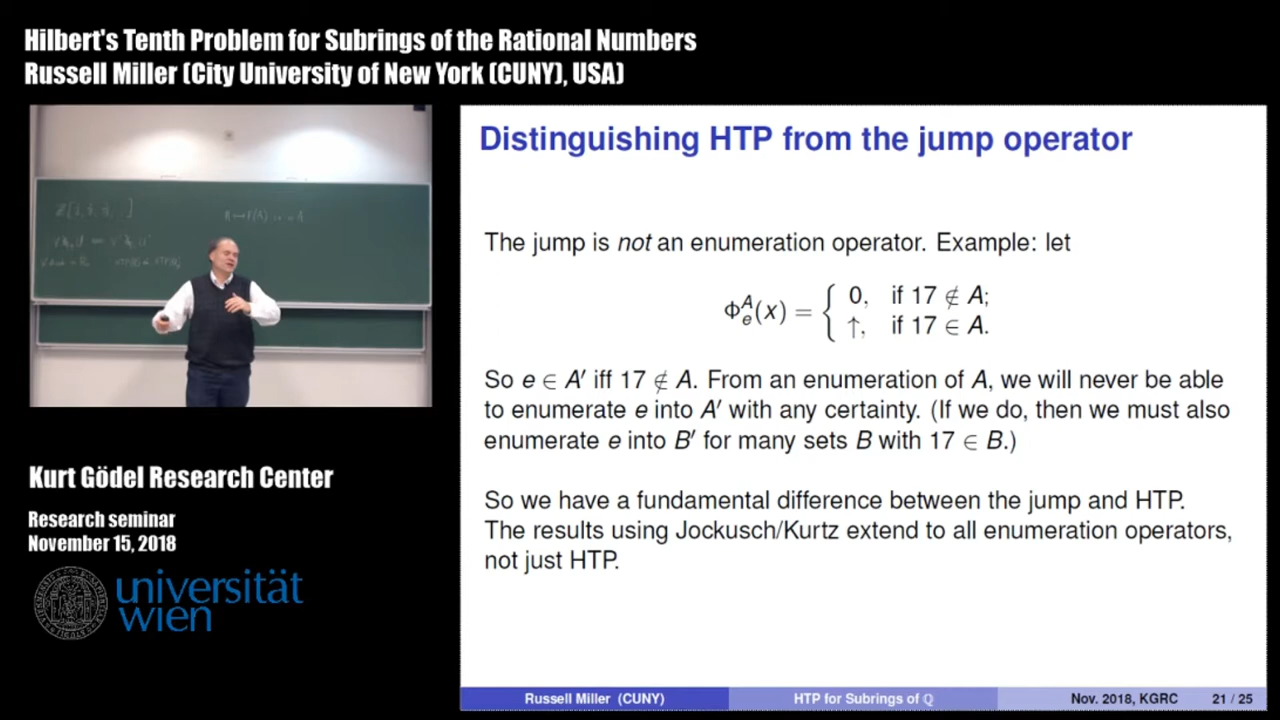 Hilbert's Tenth Problem for Subrings of the Rational Numbers
Russell Miller (City University of New York (CUNY), USA)
Distinguishing HTP from the jump operator
The jump is not an enumeration operator. Example: let
Φₑᴬ(x) = { 0, if 17 ∉ A;
↑, if 17 ∈ A.
So e ∈ A′ iff 17 ∉ A. From an enumeration of A, we will never be able
to enumerate e into A′ with any certainty. (If we do, then we must also
enumerate e into B′ for many sets B with 17 ∈ B.)
So we have a fundamental difference between the jump and HTP.
The results using Jockusch/Kurtz extend to all enumeration operators,
not just HTP.
Kurt Gödel Research Center
Research seminar
November 15, 2018
universität
wien
Russell Miller (CUNY) HTP for Subrings of ℚ Nov. 2018, KGRC 21 / 25